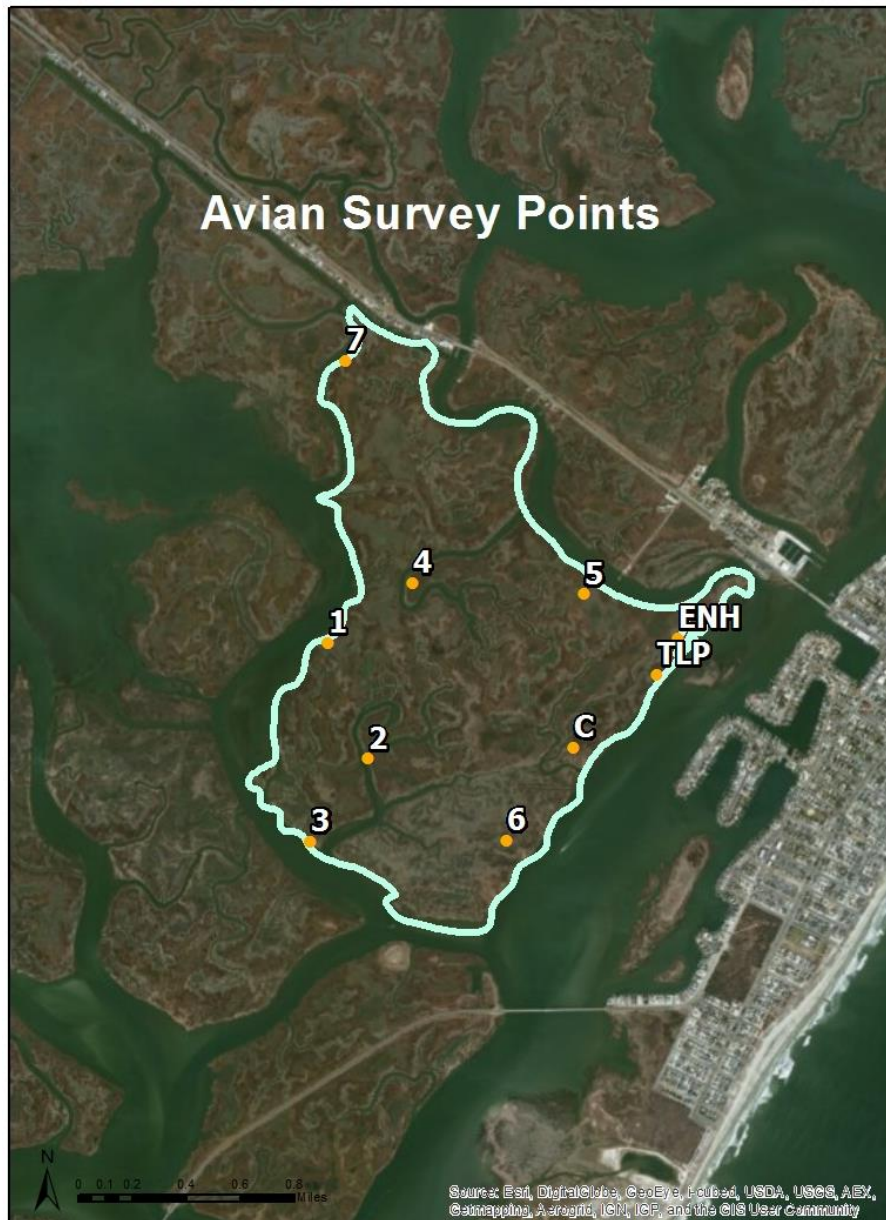 Avian Survey Points
7
4
5
ENH
1
TLP
C
2
3
6
N
0 0.1 0.2 0.4 0.6 0.8
Miles
Source: Esri, DigitalGlobe, GeoEye, i-cubed, USDA, USGS, AEX,
Getmapping, Aerogrid, IGN, IGP, and the GIS User Community